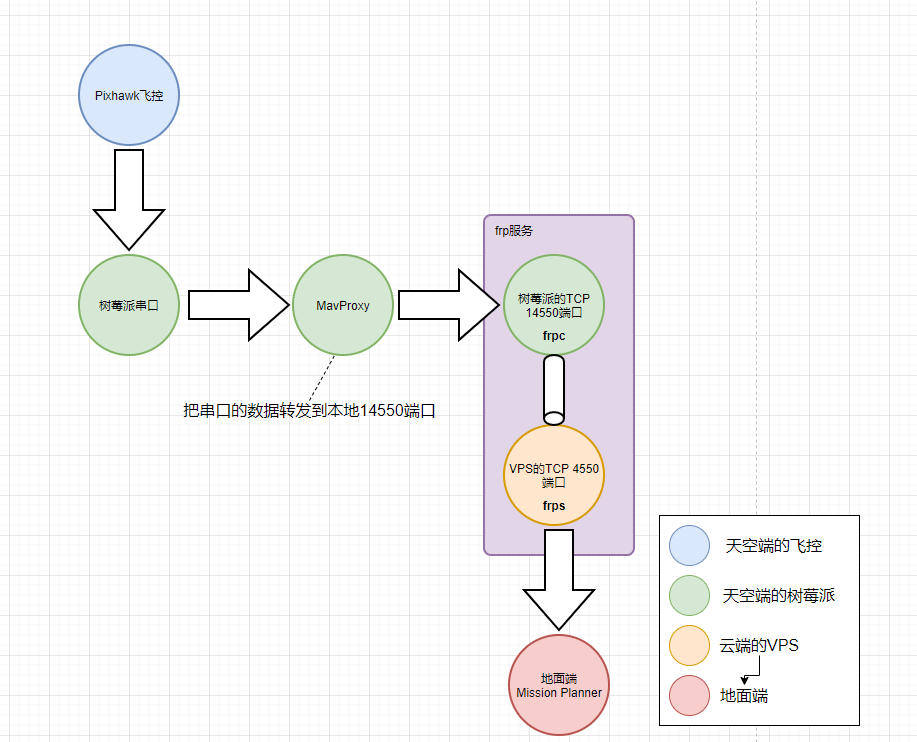 Pixhawk飞控
树莓派串口
MavProxy
把串口的数据转发到本地14550端口
frp服务
树莓派的TCP
14550端口
frpc
VPS的TCP 4550
端口
frps
地面端
Mission Planner
天空端的飞控
天空端的树莓派
云端的VPS
地面端